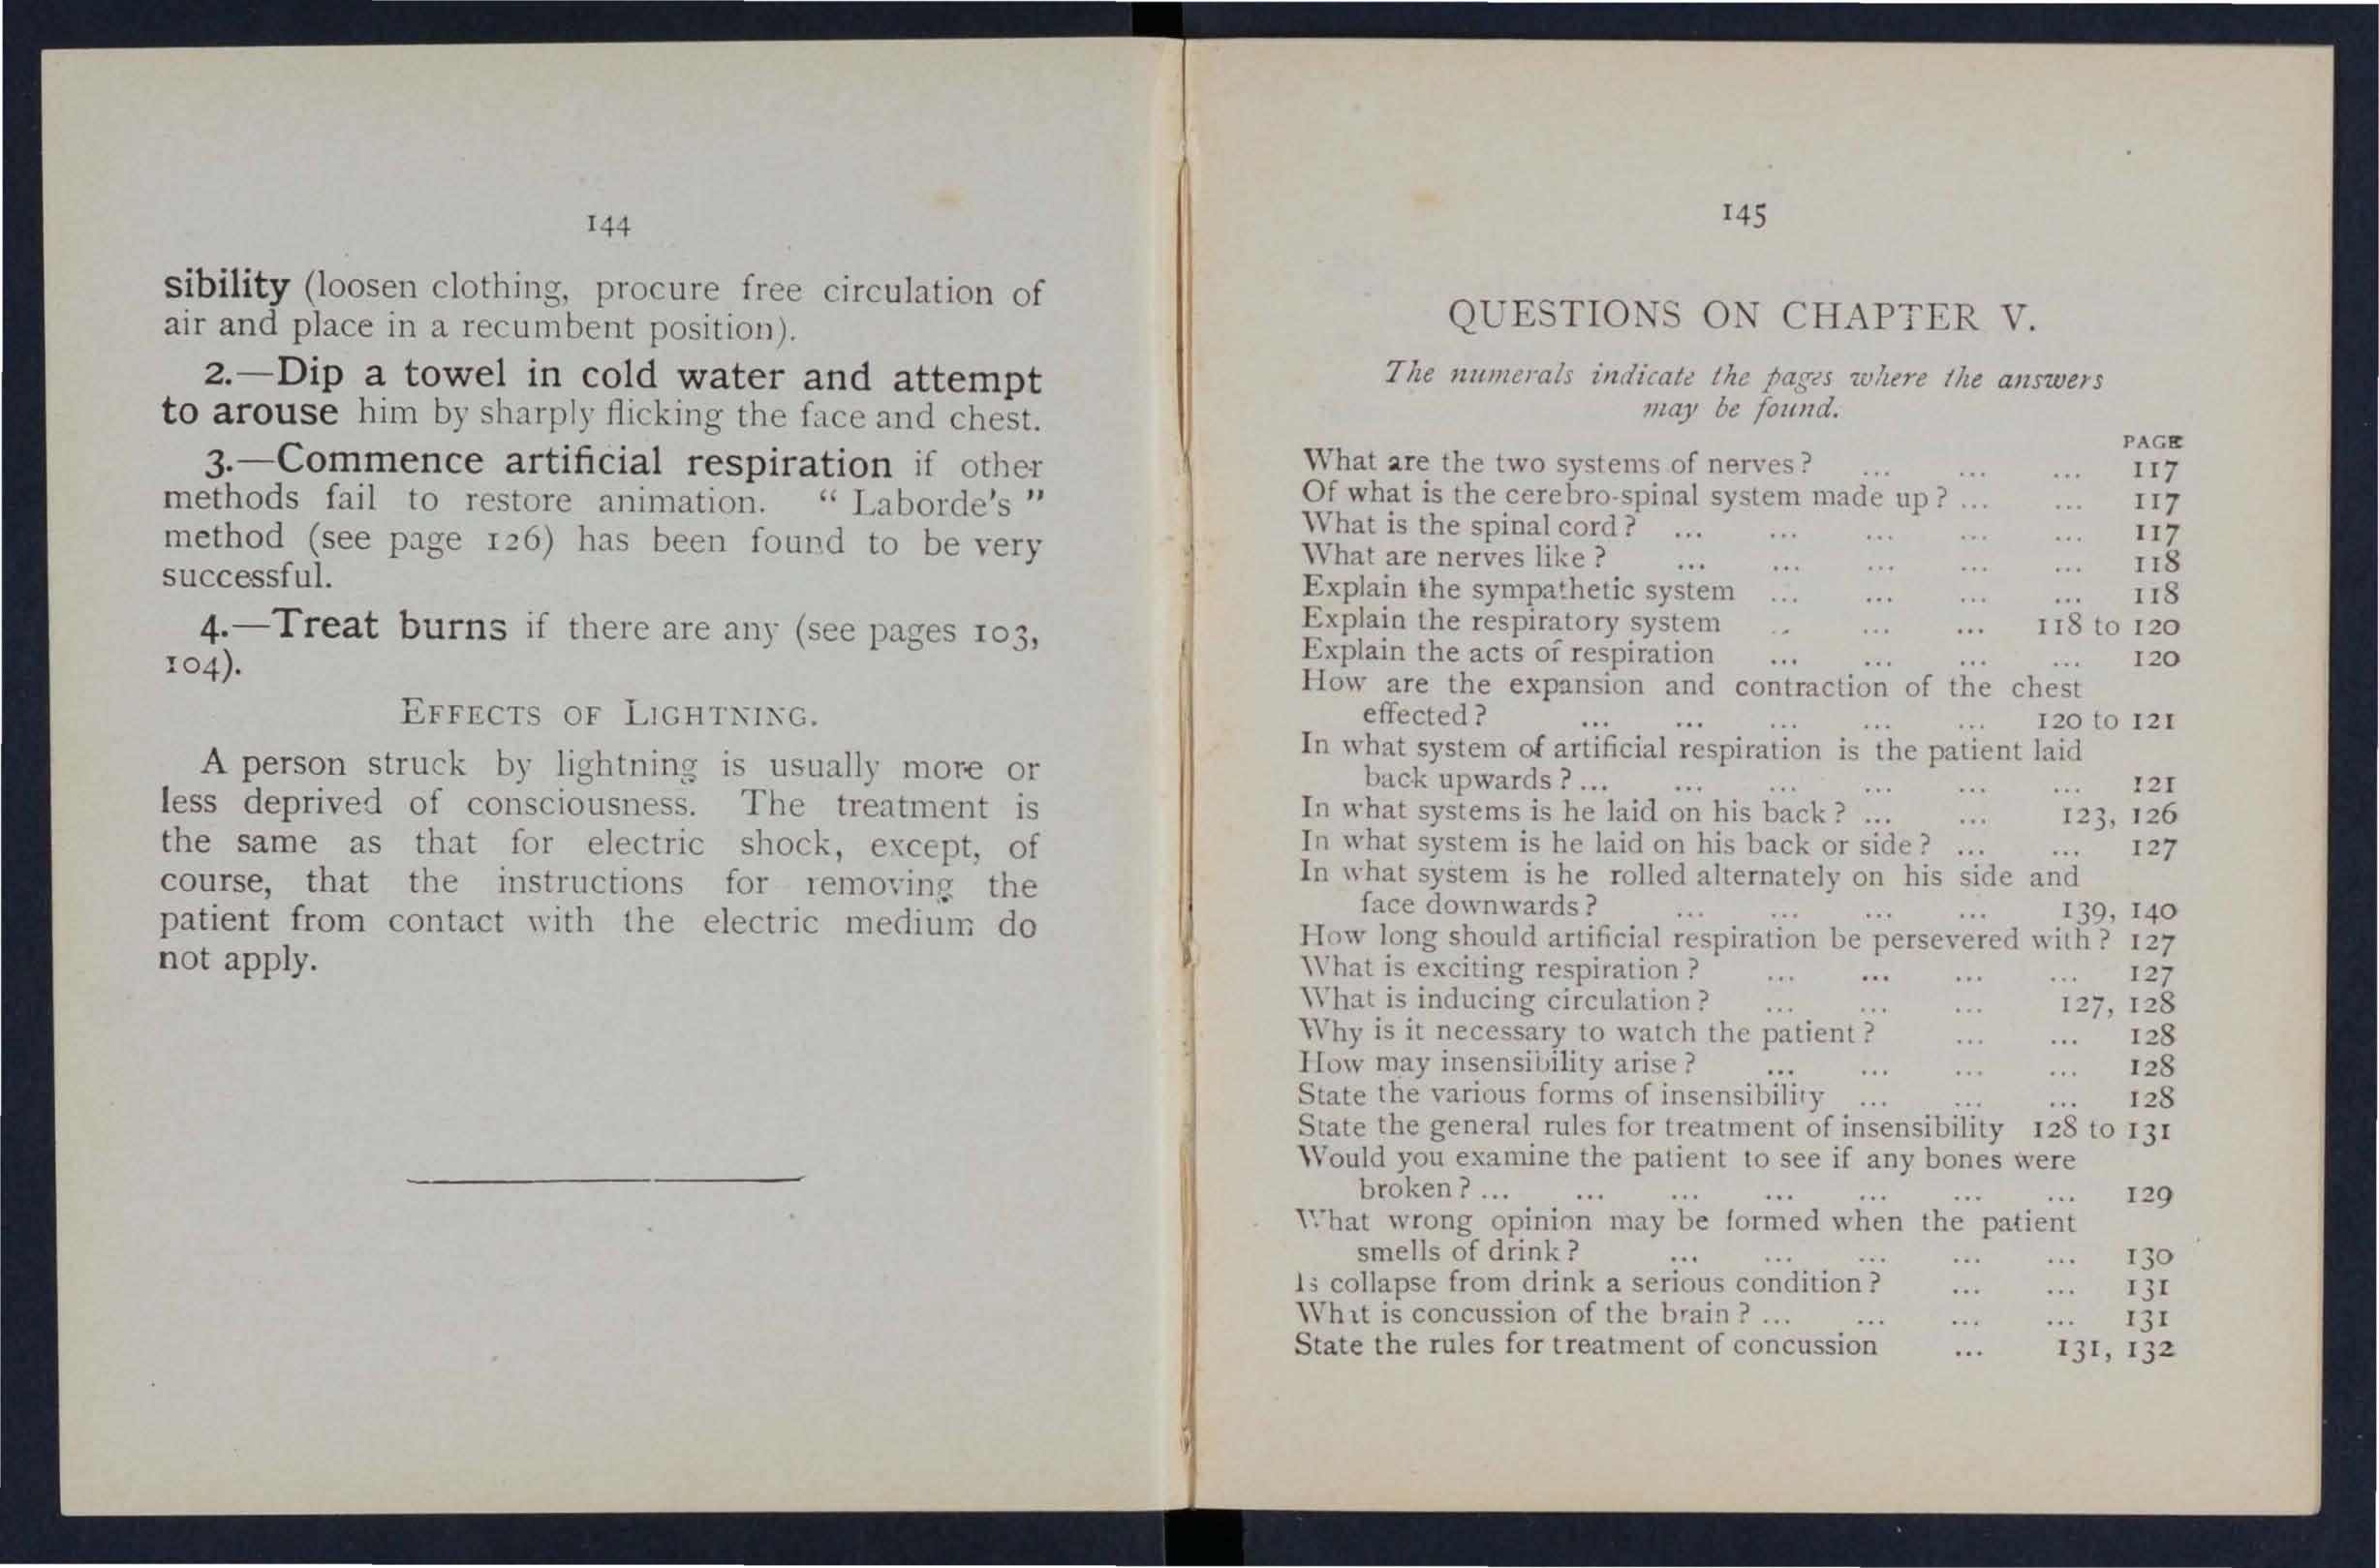 144
sibility (loosen clothing, procure free circulation of
air and place in a recumbent position).
2.—Dip a towel in cold water and attempt
to arouse him by sharply flicking the face and chest.
3.—Commence artificial respiration if other
methods fail to restore animation. “ Laborde's ”
method (see page 126) has been found to be very
successful.
4.—Treat burns if there are any (see pages 103,
104).
EFFECTS OF LIGHTNING.
A person struck by lightning is usually more or
less deprived of consciousness. The treatment is
the same as that for electric shock, except, of
course, that the instructions for removing the
patient from contact with the electric medium do
not apply.
145
QUESTIONS ON CHAPTER V.
The numerals indicate the pages where the answers
may be found.
PAGE
What are the two systems of nerves? ... ... ... 117
Of what is the cerebro-spinal system made up? ... ... 117
What is the spinal cord? ... ... ... ... ... 117
What are nerves like? ... ... ... ... ... 118
Explain the sympathetic system ... ... ... ... 118
Explain the respiratory system ... ... ... 118 to 120
Explain the acts of respiration ... ... ... ... 120
How are the expansion and contraction of the chest
effected? ... ... ... ... ... 120 to 121
In what system of artificial respiration is the patient laid
back upwards? ... ... ... ... ... ... 121
In what systems is he laid on his back? ... ... 123, 126
In what system is he laid on his back or side? ... ... 127
In what system is he rolled alternately on his side and
face downwards? ... ... ... ... 139, 140
How long should artificial respiration be persevered with? 127
What is exciting respiration? ... ... ... ... 127
What is inducing circulation? ... ... ... 127, 128
Why is it necessary to watch the patient? ... ... 128
How may insensibility arise? ... ... ... ... 128
State the various forms of insensibility ... ... ... 128
State the general rules for treatment of insensibility 128 to 131
Would you examine the patient to see if any bones were
broken? ... ... ... ... ... ... ... 129
What wrong opinion may be formed when the patient
smells of drink? ... ... ... ... ... 130
Is collapse from drink a serious condition? ... ... 131
What is concussion of the brain? ... ... ... ... 131
State the rules for treatment of concussion ... 131, 132